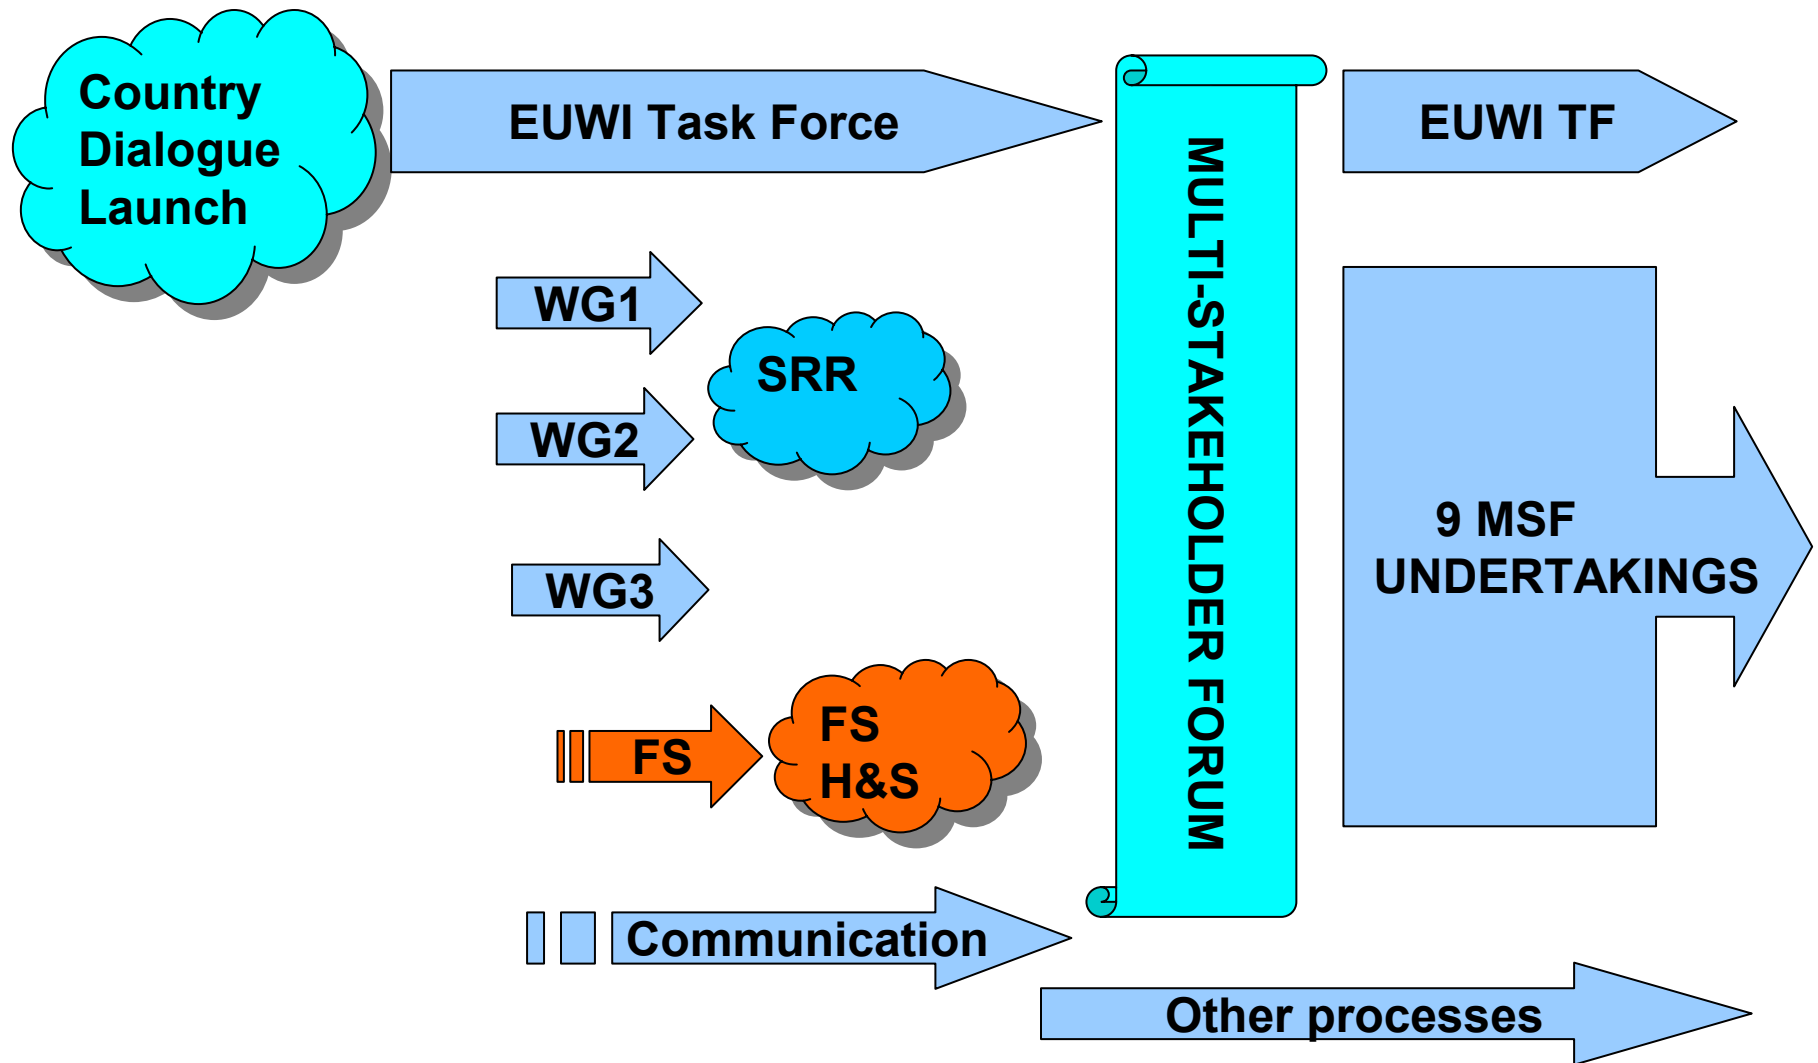 Country
Dialogue
Launch
EUWI Task Force
EUWI TF
WG1
SRR
WG2
WG3
FS
FS
H&S
Communication
MULTI-STAKEHOLDER FORUM
9 MSF
UNDERTAKINGS
Other processes